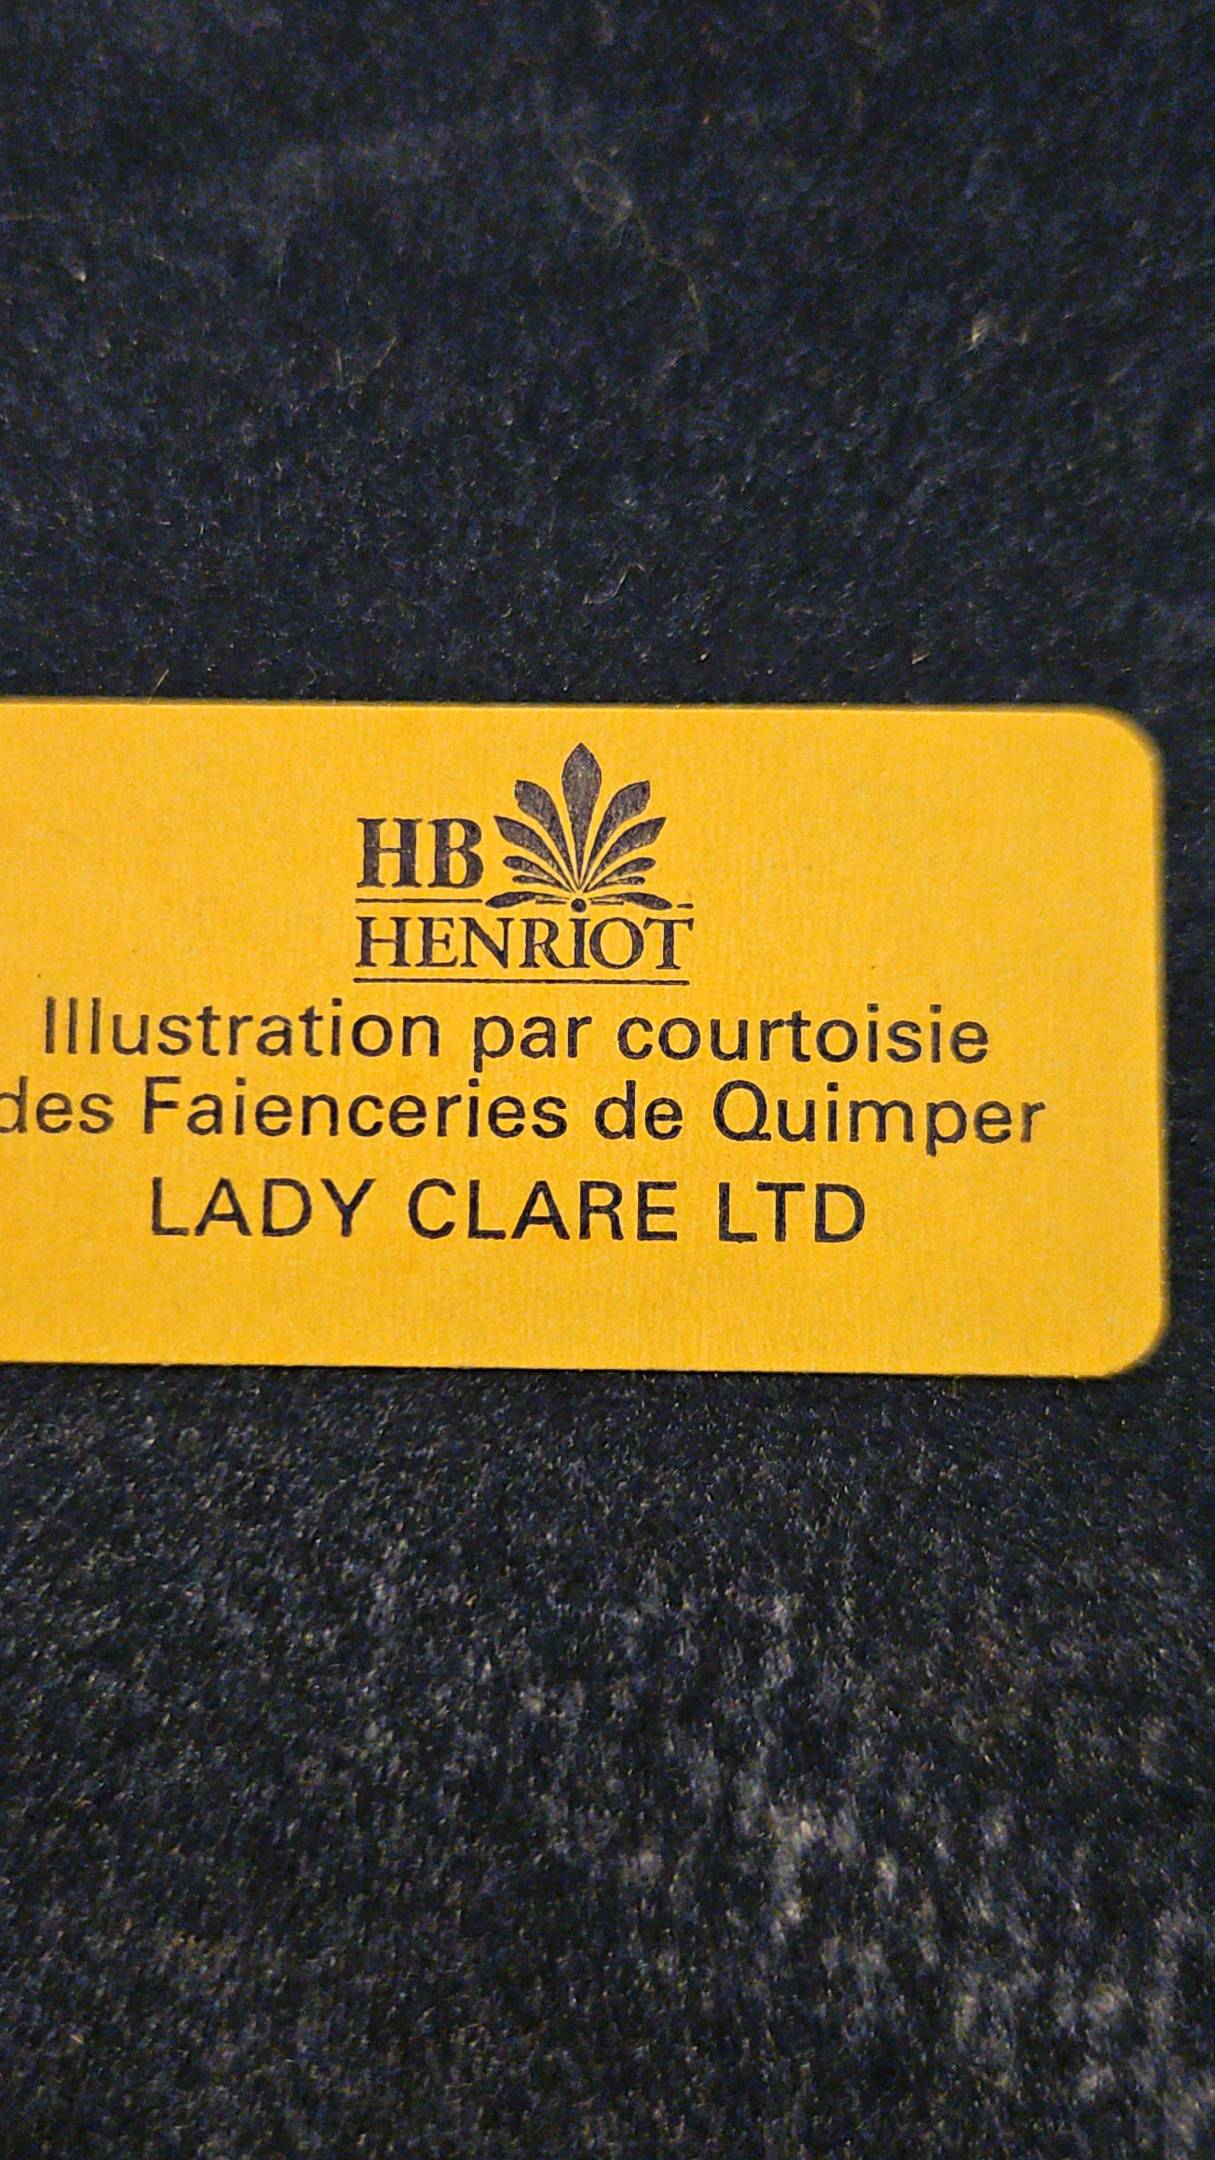 HB
HENRIOT
Illustration par courtoisie
des Faienceries de Quimper
LADY CLARE LTD